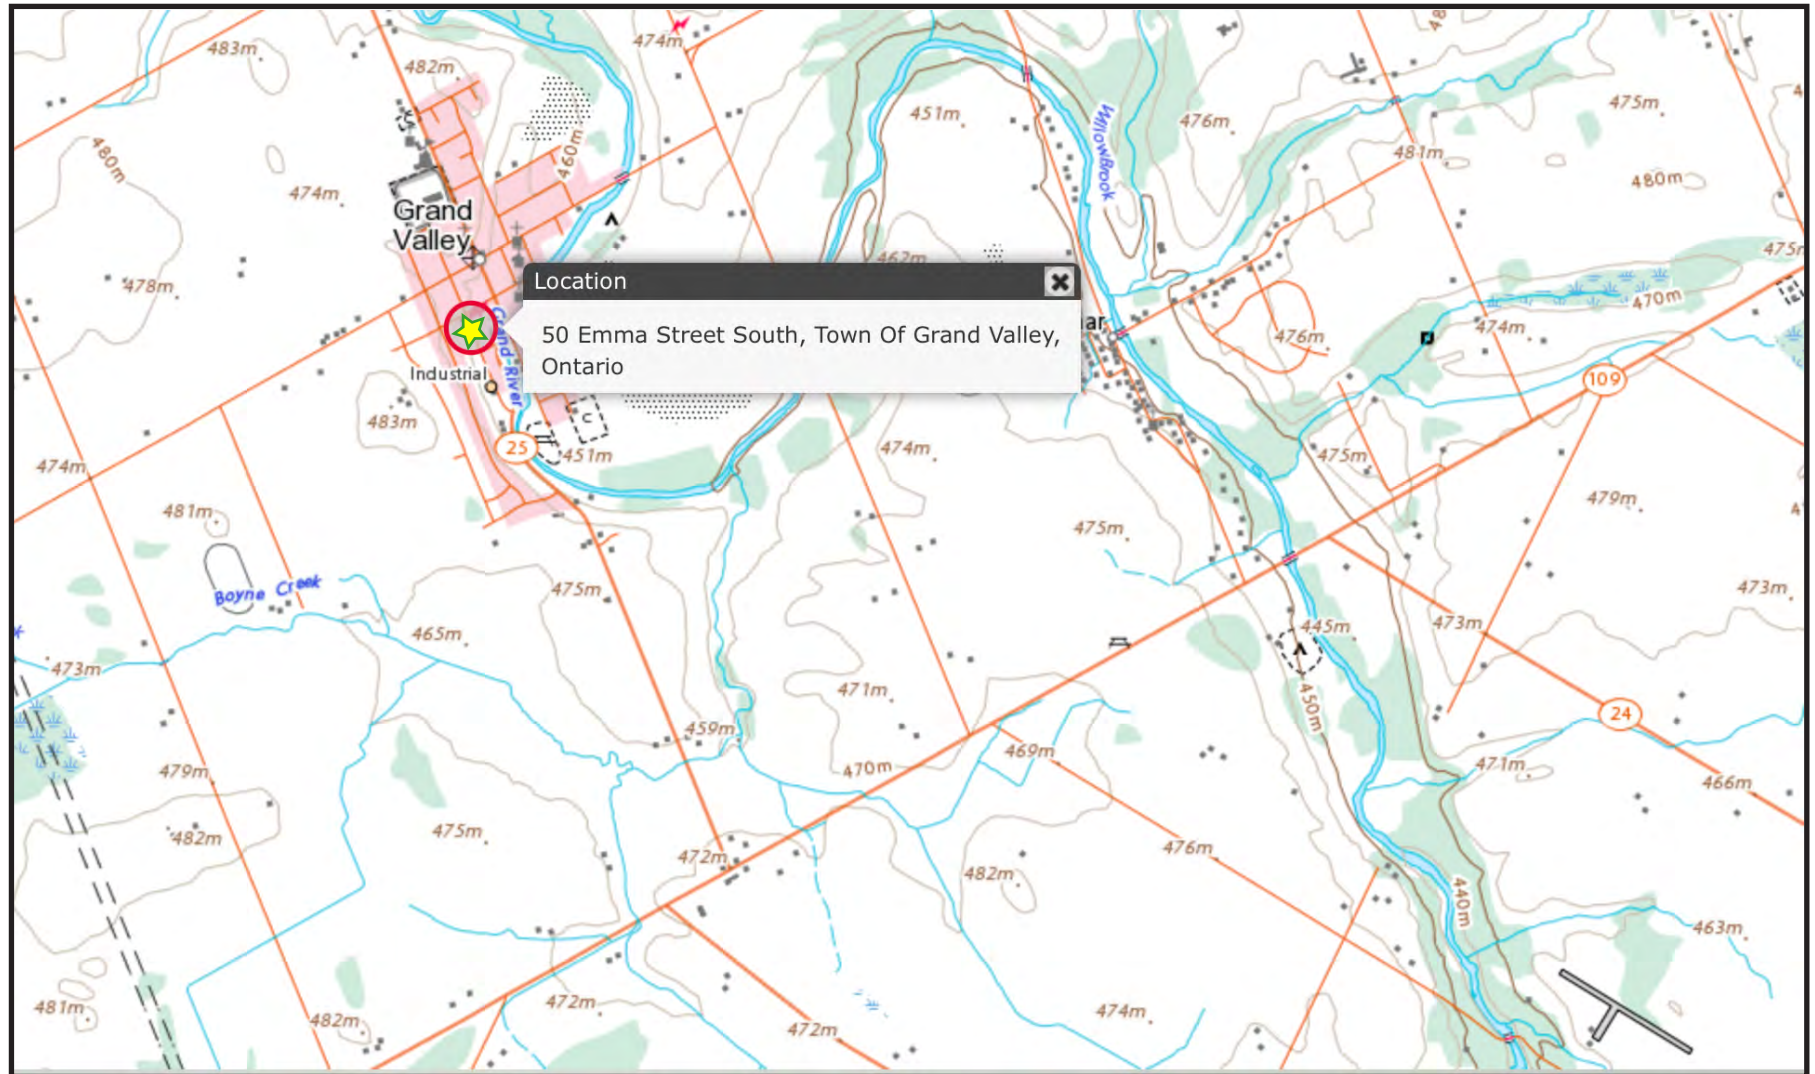 483m
474m
482m
480m
474m
460m
451m
WillowBrook
476m
475m
481m
480m
Grand
Valley
478m
462m
475m
470m
474m
476m
Location
50 Emma Street South, Town Of Grand Valley,
Ontario
Grand River
Industrial
483m
109
25
C
451m
474m
474m
475m
479m
481m
475m
Boyne Creek
475m
473m
465m
445m
473m
473m
471m
450m
24
459m
469m
470m
471m
466m
479m
482m
475m
472m
476m
482m
440m
463m
481m
482m
472m
472m
474m